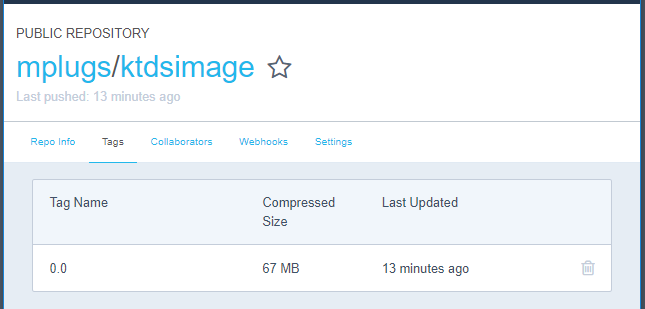 PUBLIC REPOSITORY
mplugs/ktdsimage
Last pushed: 13 minutes ago
Repo Info Tags Collaborators Webhooks Settings
Tag Name Compressed Size Last Updated
0.0 67 MB 13 minutes ago